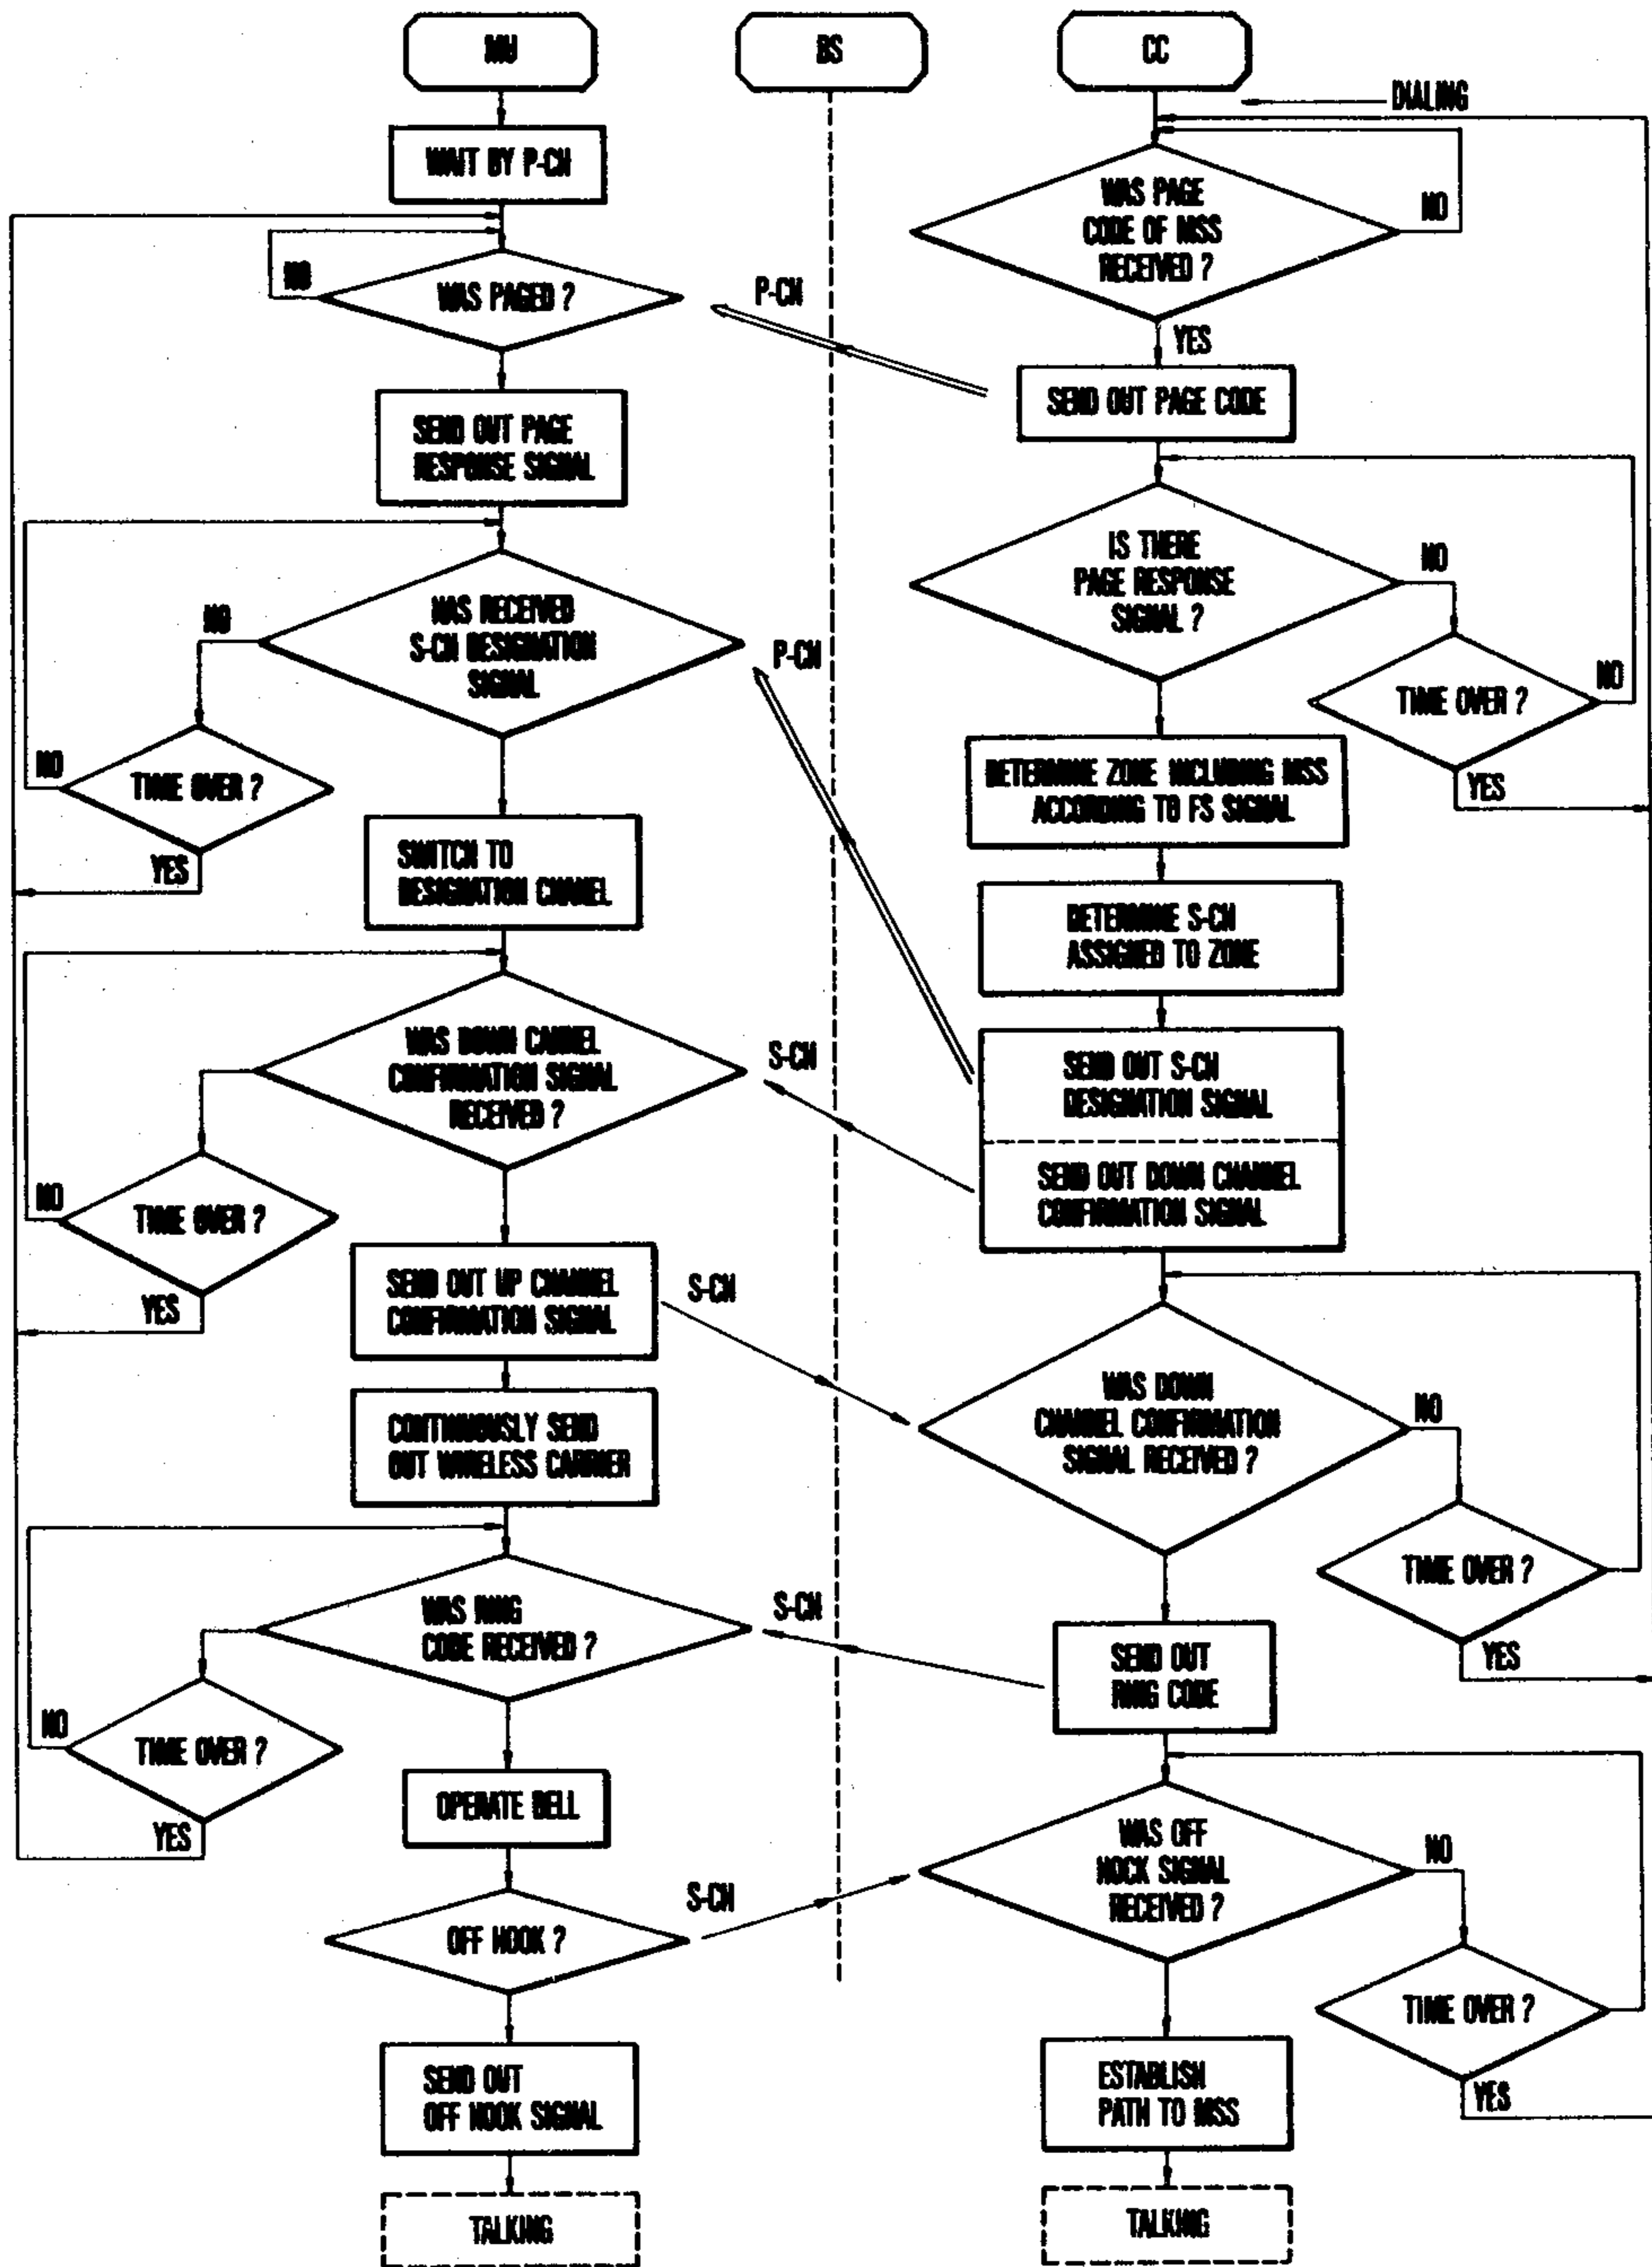 MU
BS
CC
DIALING
WAIT BY P-CH
WAS PAGE
CODE OF MSS
RECEIVED ?
NO
NO
WAS PAGED ?
P-CH
YES
SEND OUT PAGE CODE
SEND OUT PAGE
RESPONSE SIGNAL
IS THERE
PAGE RESPONSE
SIGNAL ?
NO
NO
WAS RECEIVED
S-CH DESIGNATION
SIGNAL
P-CH
TIME OVER ?
NO
NO
TIME OVER ?
YES
YES
DETERMINE ZONE INCLUDING MSS
ACCORDING TO FS SIGNAL
SWITCH TO
DESIGNATION CHANEL
DETERMINE S-CH
ASSIGNED TO ZONE
WAS DOWN CANNEL
CONFIRMATION SIGNAL
RECEIVED ?
S-CH
SEND OUT S-CH
DESIGNATION SIGNAL
SEND OUT DOWN CHANNEL
CONFIRMATION SIGNAL
NO
TIME OVER ?
YES
SEND OUT UP CHANNEL
CONFIRMATION SIGNAL
S-CH
CONTINUOUSLY SEND
OUT WIRELESS CARRIER
WAS DOWN
CHANNEL CONFIRMATION
SIGNAL RECEIVED ?
NO
TIME OVER ?
YES
WAS RING
CODE RECEIVED ?
S-CH
SEND OUT
RING CODE
NO
TIME OVER ?
YES
OPERATE BELL
WAS OFF
HOCK SIGNAL
RECEIVED ?
NO
S-CH
OFF HOOK ?
TIME OVER ?
YES
SEND OUT
OFF HOOK SIGNAL
ESTABLISH
PATH TO MSS
TALKING
TALKING